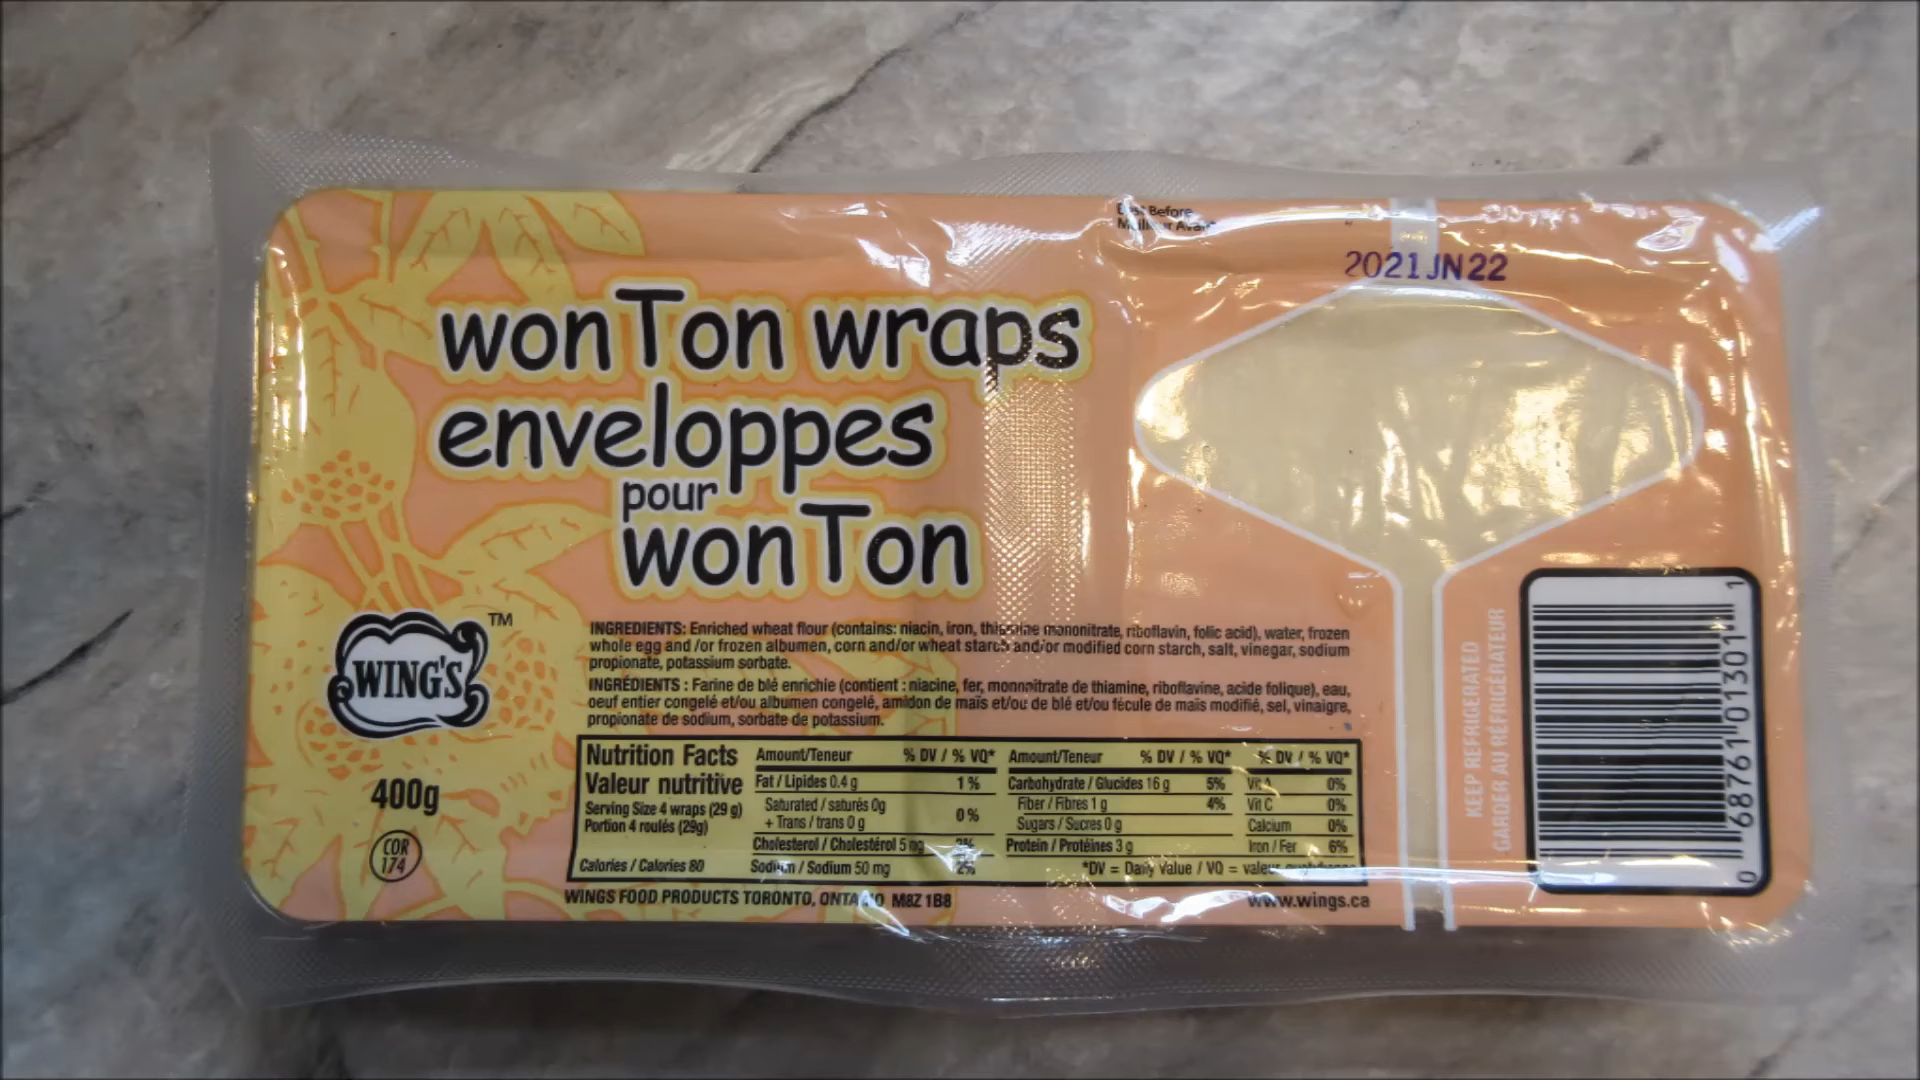 Best Before
Meilleur Avant
2021 JN 22
wonTon wraps
enveloppes
pour
wonTon
WING'S
TM
400g
COR
174
INGREDIENTS: Enriched wheat flour (contains: niacin, iron, thiamine mononitrate, riboflavin, folic acid), water, frozen
whole egg and /or frozen albumen, corn and/or wheat starch and/or modified corn starch, salt, vinegar, sodium
propionate, potassium sorbate.
INGRÉDIENTS : Farine de blé enrichie (contient : niacine, fer, mononitrate de thiamine, riboflavine, acide folique), eau,
oeuf entier congelé et/ou albumen congelé, amidon de maïs et/ou de blé et/ou fécule de maïs modifié, sel, vinaigre,
propionate de sodium, sorbate de potassium.
Nutrition Facts
Valeur nutritive
Serving Size 4 wraps (29 g)
Portion 4 roulés (29g)
Calories / Calories 80
Amount/Teneur % DV / % VQ*
Fat / Lipides 0.4 g 1 %
Saturated / saturés 0g
+ Trans / trans 0 g 0 %
Cholesterol / Cholestérol 5 mg
Sodium / Sodium 50 mg 2%
Amount/Teneur % DV / % VQ*
Carbohydrate / Glucides 16 g 5%
Fiber / Fibres 1 g 4%
Sugars / Sucres 0 g
Protein / Protéines 3 g
% DV / % VQ*
Vit A 0%
Vit C 0%
Calcium 0%
Iron / Fer 6%
*DV = Daily Value / VQ = valeur
WINGS FOOD PRODUCTS TORONTO, ONTARIO M8Z 1B8
www.wings.ca
KEEP REFRIGERATED
GARDER AU RÉFRIGÉRATEUR
0 68761 01301 1